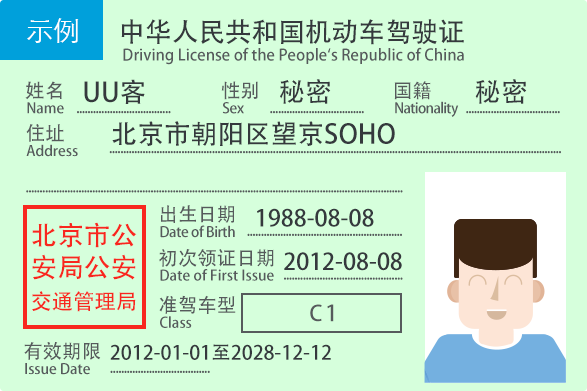 示例
中华人民共和国机动车驾驶证
Driving License of the People's Republic of China
姓名 UU客 性别 秘密 国籍 秘密
Name Sex Nationality
住址 北京市朝阳区望京SOHO
Address
北京市公
安局公安
交通管理局
出生日期 1988-08-08
Date of Birth
初次领证日期 2012-08-08
Date of First Issue
准驾车型 C1
Class
有效期限 2012-01-01至2028-12-12
Issue Date